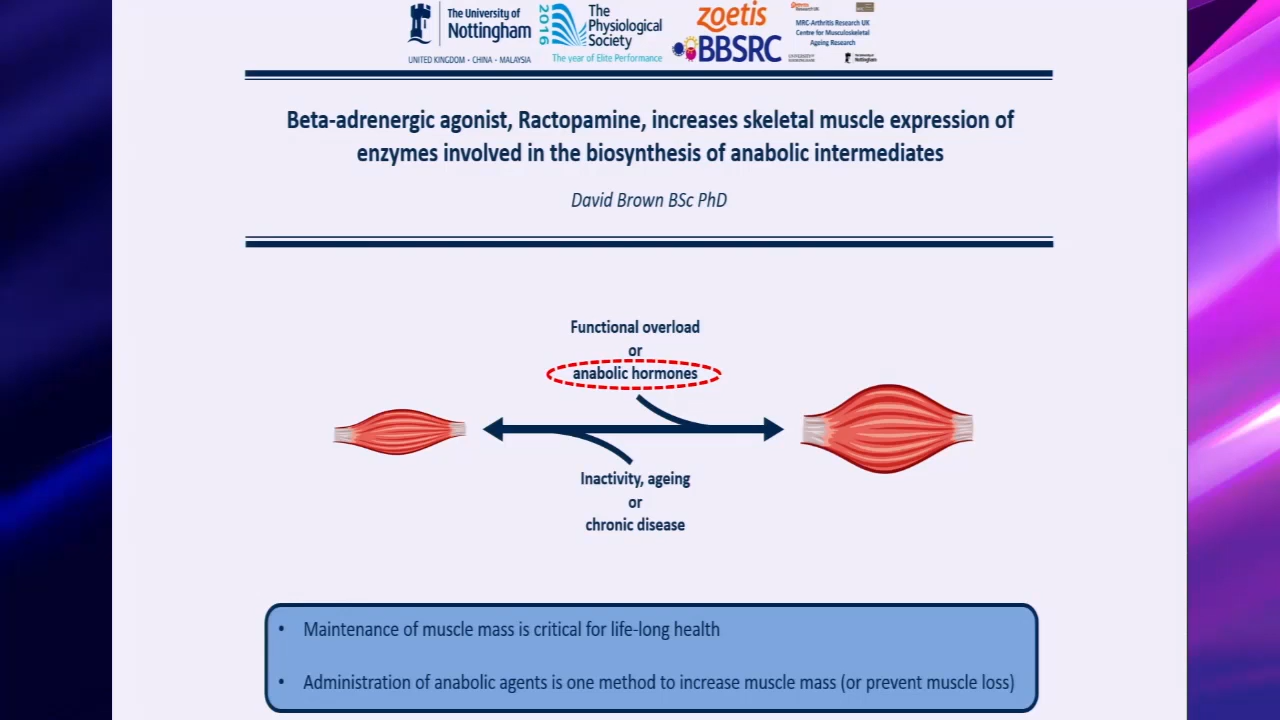 The University of
Nottingham
UNITED KINGDOM · CHINA · MALAYSIA
2016
The
Physiological
Society
The year of Elite Performance
zoetis
BBSRC
MRC-Arthritis Research UK
Centre for Musculoskeletal
Ageing Research
Beta-adrenergic agonist, Ractopamine, increases skeletal muscle expression of
enzymes involved in the biosynthesis of anabolic intermediates
David Brown BSc PhD
Functional overload
or
anabolic hormones
Inactivity, ageing
or
chronic disease
• Maintenance of muscle mass is critical for life-long health
• Administration of anabolic agents is one method to increase muscle mass (or prevent muscle loss)